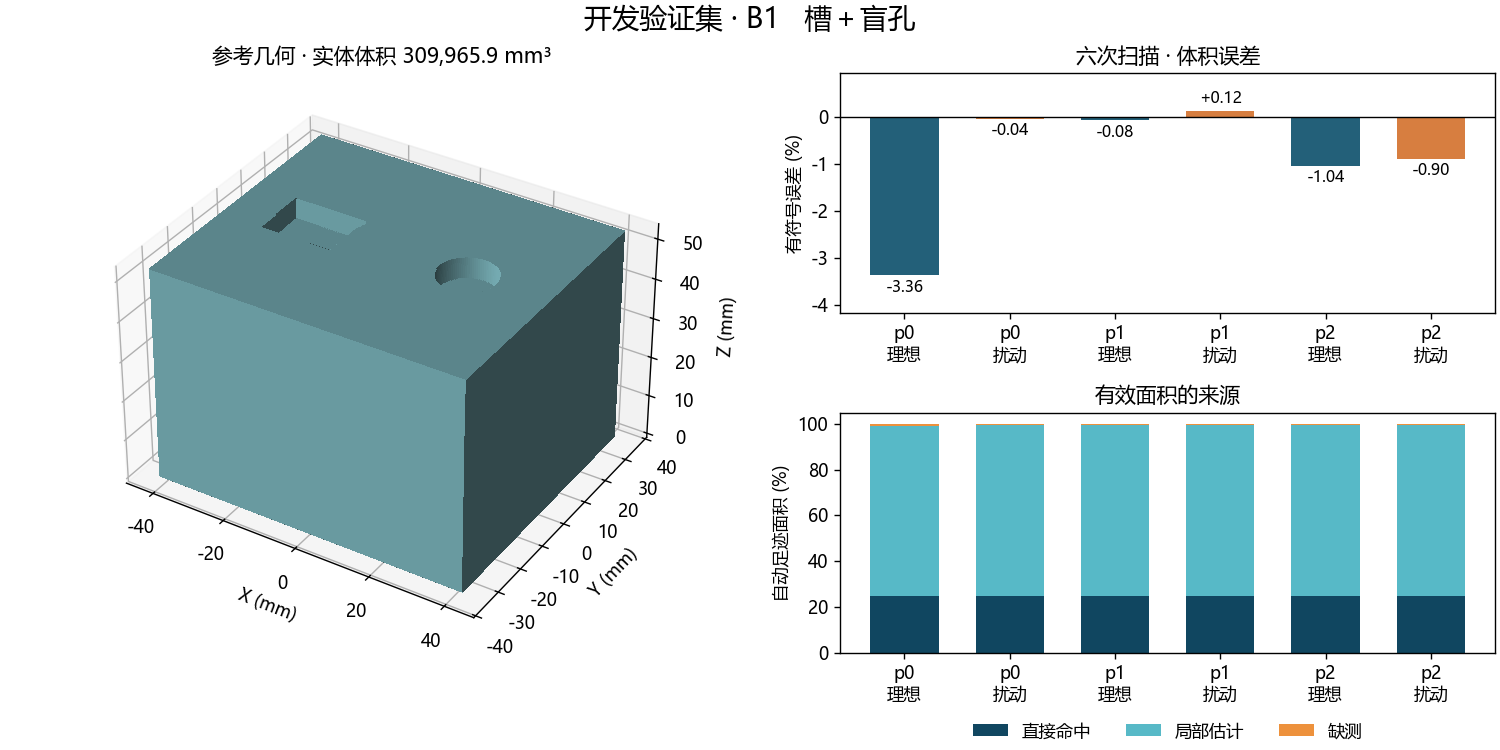 开发验证集 · B1 槽 + 盲孔
参考几何 · 实体体积 309,965.9 mm³
50
40
30
20
10
0
Z (mm)
40
30
20
10
0
-10
-20
-30
-40
Y (mm)
-40
-20
0
20
40
X (mm)
六次扫描 · 体积误差
有符号误差 (%)
0
-1
-2
-3
-4
-3.36
-0.04
-0.08
+0.12
-1.04
-0.90
p0 p0 p1 p1 p2 p2
理想 扰动 理想 扰动 理想 扰动
有效面积的来源
自动足迹面积 (%)
100
80
60
40
20
0
p0 p0 p1 p1 p2 p2
理想 扰动 理想 扰动 理想 扰动
直接命中 局部估计 缺测